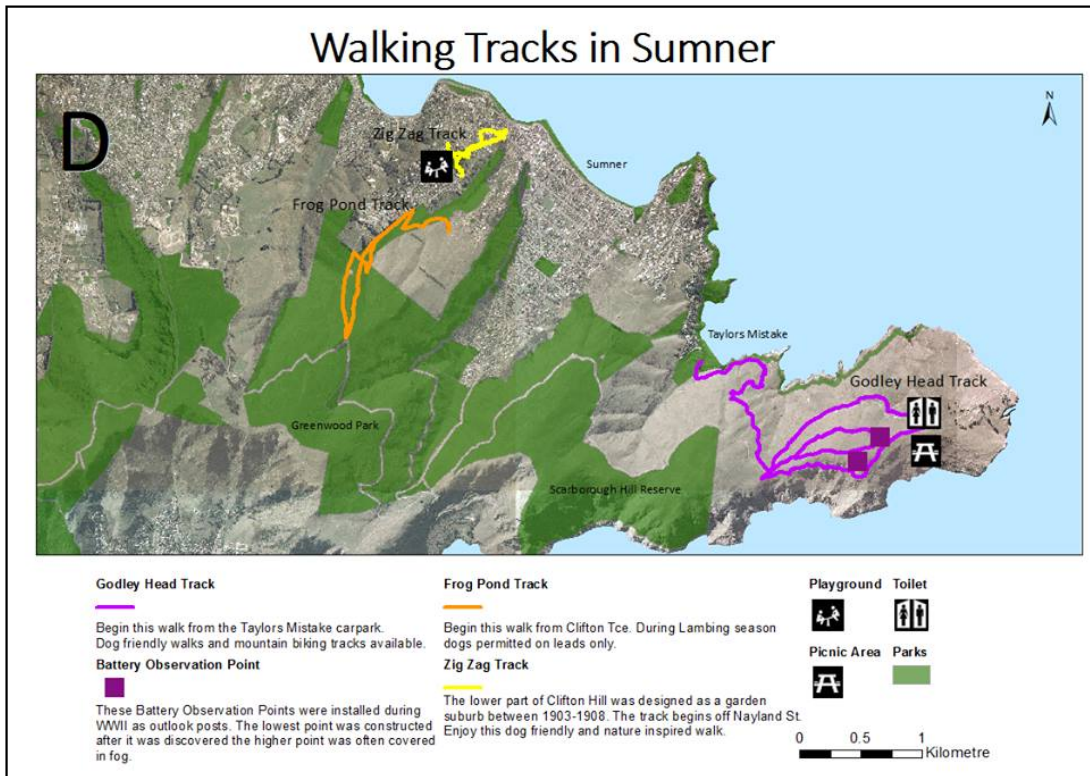 Walking Tracks in Sumner
D
N
Zig Zag Track
Sumner
Frog Pond Track
Taylors Mistake
Godley Head Track
Greenwood Park
Scarborough Hill Reserve
Godley Head Track
Begin this walk from the Taylors Mistake carpark.
Dog friendly walks and mountain biking tracks available.
Battery Observation Point
These Battery Observation Points were installed during
WWII as outlook posts. The lowest point was constructed
after it was discovered the higher point was often covered
in fog.
Frog Pond Track
Begin this walk from Clifton Tce. During Lambing season
dogs permitted on leads only.
Zig Zag Track
The lower part of Clifton Hill was designed as a garden
suburb between 1903-1908. The track begins off Nayland St.
Enjoy this dog friendly and nature inspired walk.
Playground Toilet
Picnic Area Parks
0 0.5 1
Kilometre